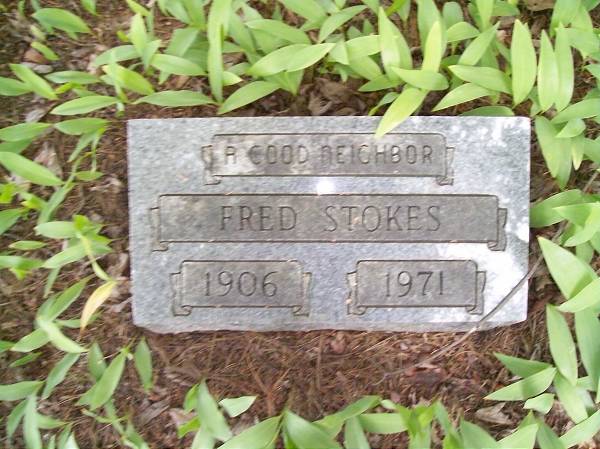 A GOOD NEIGHBOR
FRED STOKES
1906 1971